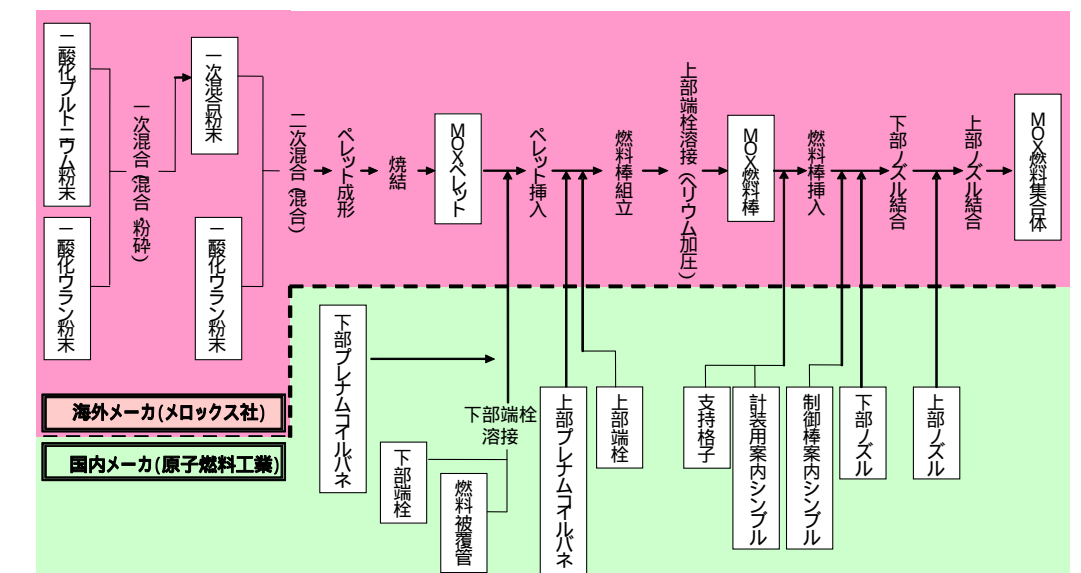 二酸化プルトニウム粉末
二酸化ウラン粉末
一次混合(混合・粉砕)
一次混合粉末
二酸化ウラン粉末
二次混合(混合)
ペレット成形
焼結
MOXペレット
ペレット挿入
燃料棒組立
上部端栓溶接(ヘリウム加圧)
MOX燃料棒
燃料棒挿入
下部ノズル結合
上部ノズル結合
MOX燃料集合体
海外メーカ(メロックス社)
国内メーカ(原子燃料工業)
下部プレナムコイルバネ
下部端栓
溶接
下部端栓
燃料被覆管
上部プレナムコイルバネ
上部端栓
支持格子
計装用案内シンブル
制御棒案内シンブル
下部ノズル
上部ノズル